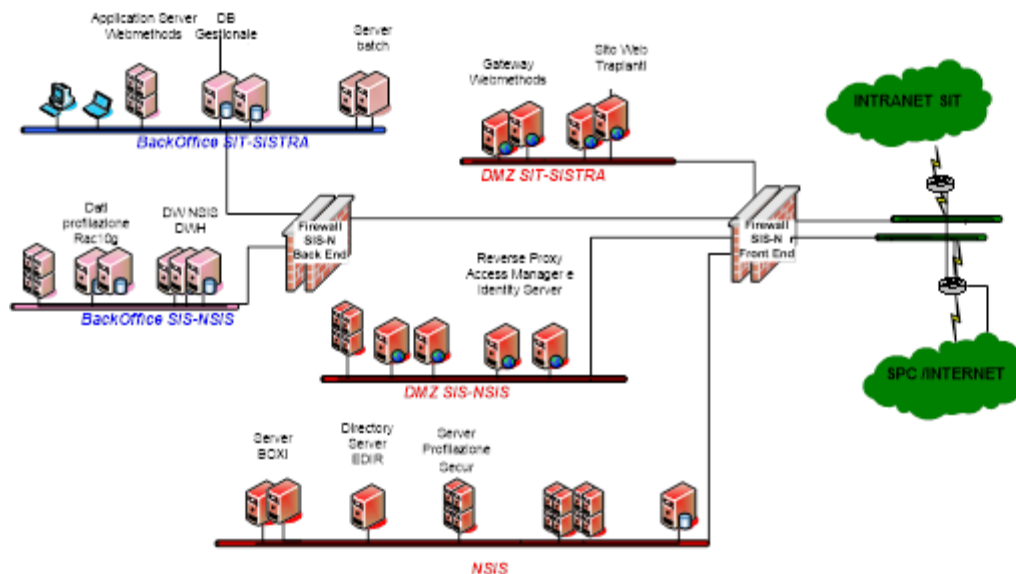 Application Server
Webmethods
DB
Gestionale
Server
batch
BackOffice SIT-SISTRA
Gateway
Webmethods
Sito Web
Trapianti
DMZ SIT-SISTRA
INTRANET SIT
Dati
profilazione
Rac10g
DW NSIS
DWH
BackOffice SIS-NSIS
Firewall
SIS-N
Back End
Firewall
SIS-N
Front End
Reverse Proxy
Access Manager e
Identity Server
DMZ SIS-NSIS
SPC /INTERNET
Server
BOXI
Directory
Server
EDIR
Server
Profilazione
Secur
NSIS